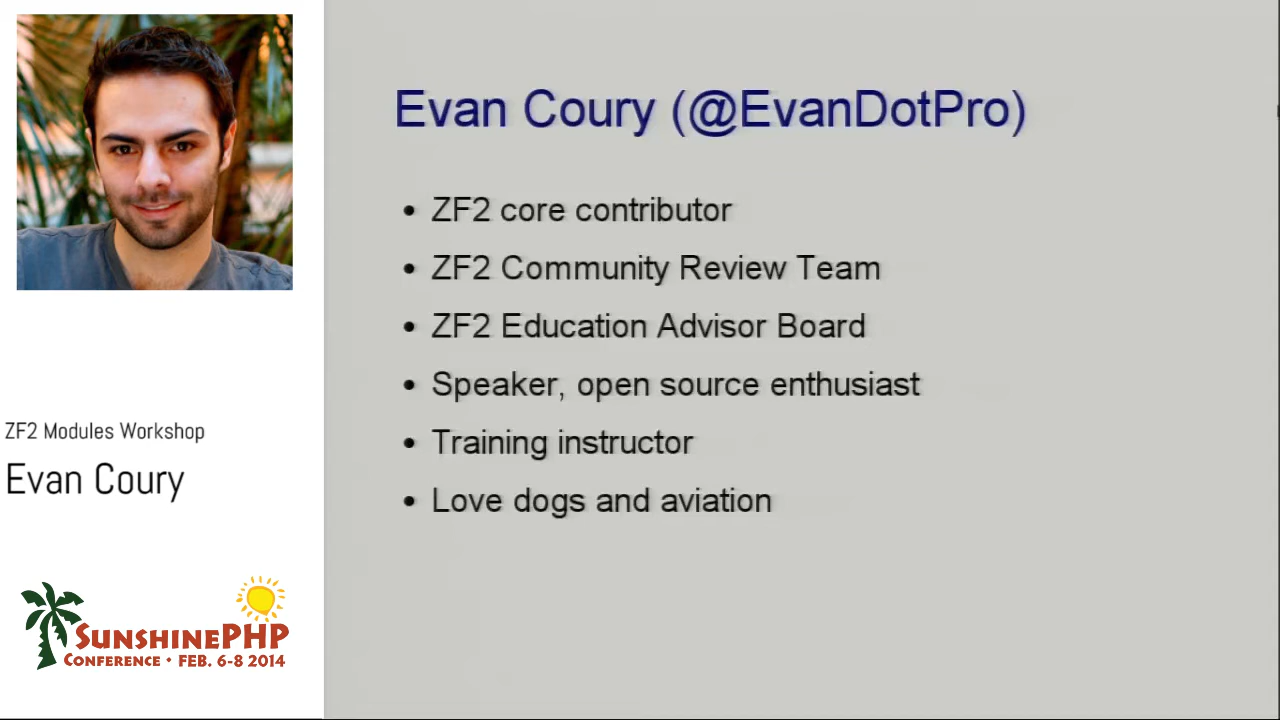 Evan Coury (@EvanDotPro)
• ZF2 core contributor
• ZF2 Community Review Team
• ZF2 Education Advisor Board
• Speaker, open source enthusiast
• Training instructor
• Love dogs and aviation
ZF2 Modules Workshop
Evan Coury
SUNSHINEPHP
CONFERENCE • FEB. 6-8 2014